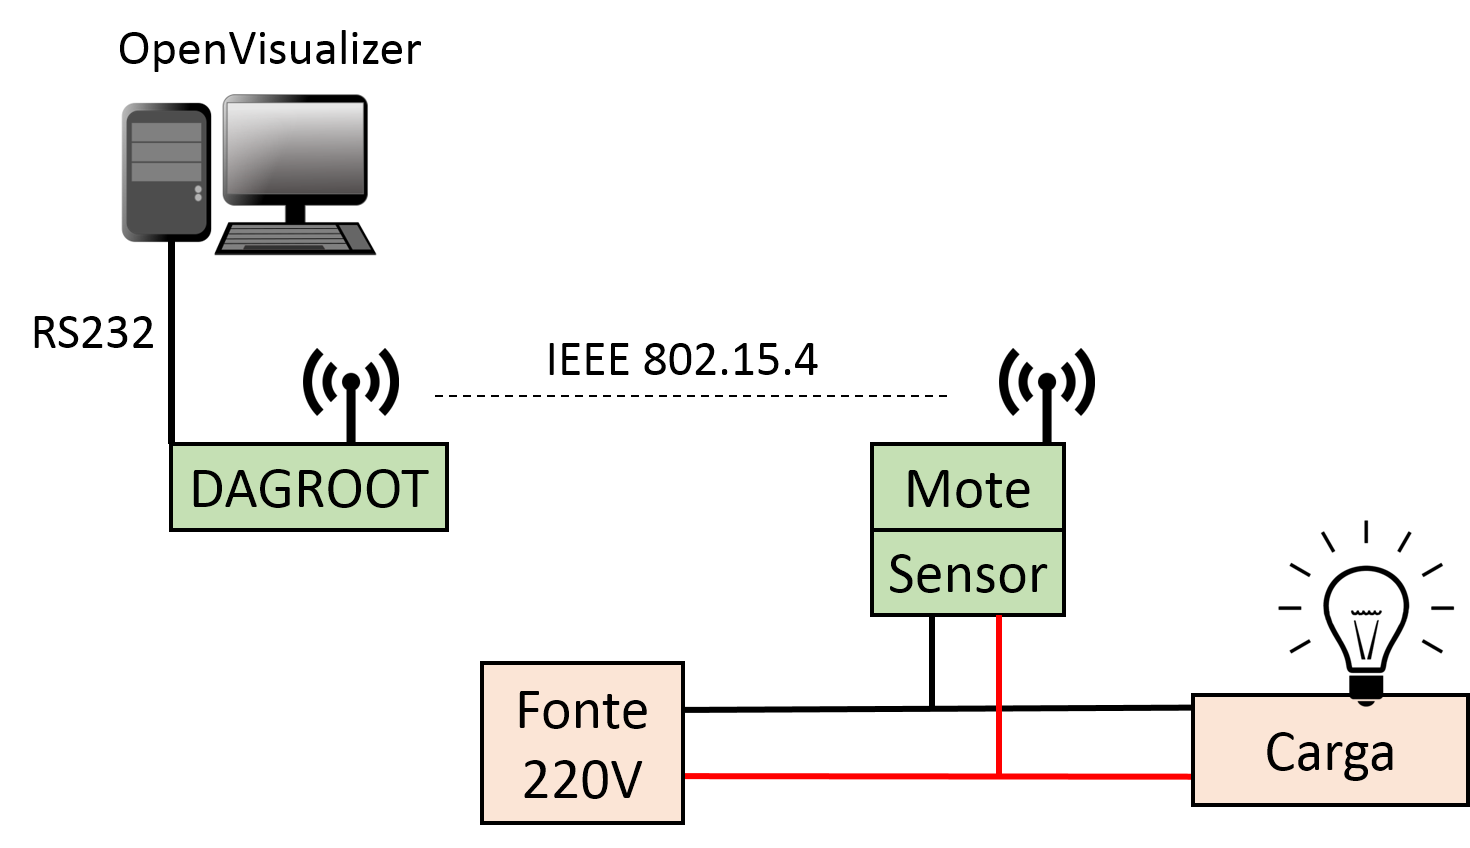 OpenVisualizer
RS232
IEEE 802.15.4
DAGROOT
Mote
Sensor
Fonte
220V
Carga